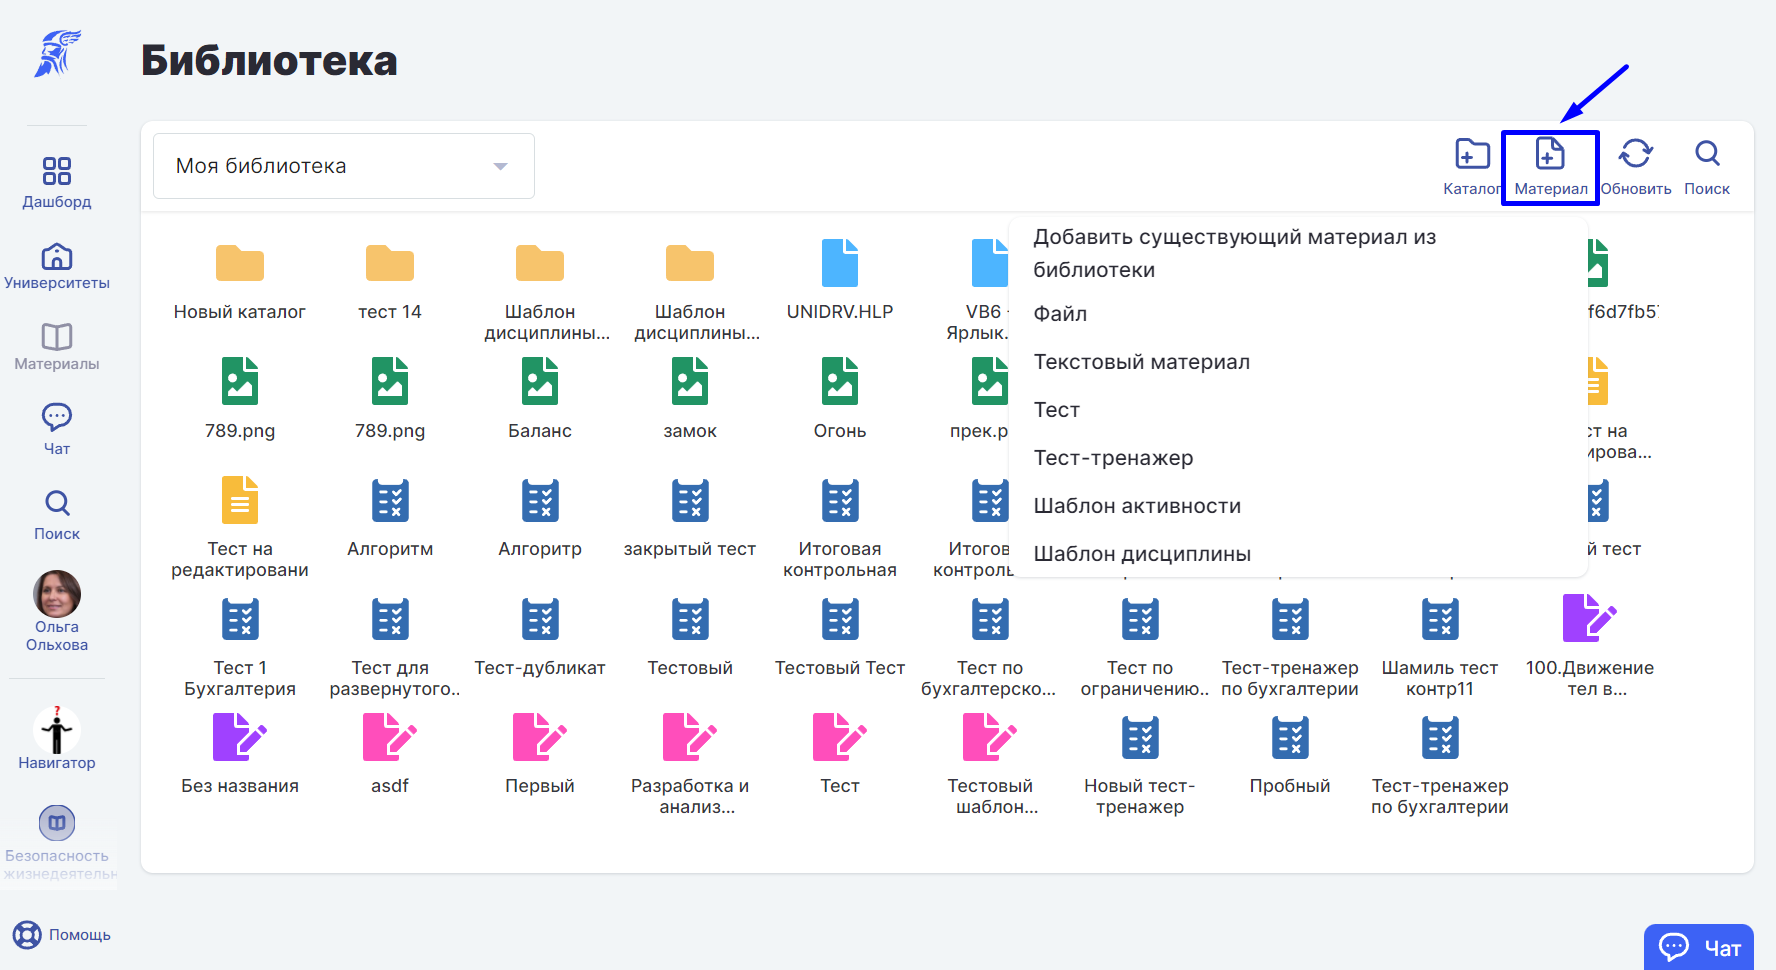 Библиотека
Моя библиотека
Каталог
Материал
Обновить
Поиск
Дашборд
Университеты
Материалы
Чат
Поиск
Ольга
Ольхова
Навигатор
Безопасность
жизнедеятельн
Помощь
Добавить существующий материал из
библиотеки
Файл
Текстовый материал
Тест
Тест-тренажер
Шаблон активности
Шаблон дисциплины
Новый каталог
тест 14
Шаблон
дисциплины...
Шаблон
дисциплины...
UNIDRV.HLP
VB6 -
Ярлык.
f6d7fb5
789.png
789.png
Баланс
замок
Огонь
прек.р
ст на
ирова...
Тест на
редактировани
Алгоритм
Алгоритр
закрытый тест
Итоговая
контрольная
Итогов
контроль
й тест
Тест 1
Бухгалтерия
Тест для
развернутого..
Тест-дубликат
Тестовый
Тестовый Тест
Тест по
бухгалтерско...
Тест по
ограничению..
Тест-тренажер
по бухгалтерии
Шамиль тест
контр11
100.Движение
тел в...
Без названия
asdf
Первый
Разработка и
анализ...
Тест
Тестовый
шаблон...
Новый тест-
тренажер
Пробный
Тест-тренажер
по бухгалтерии
Чат